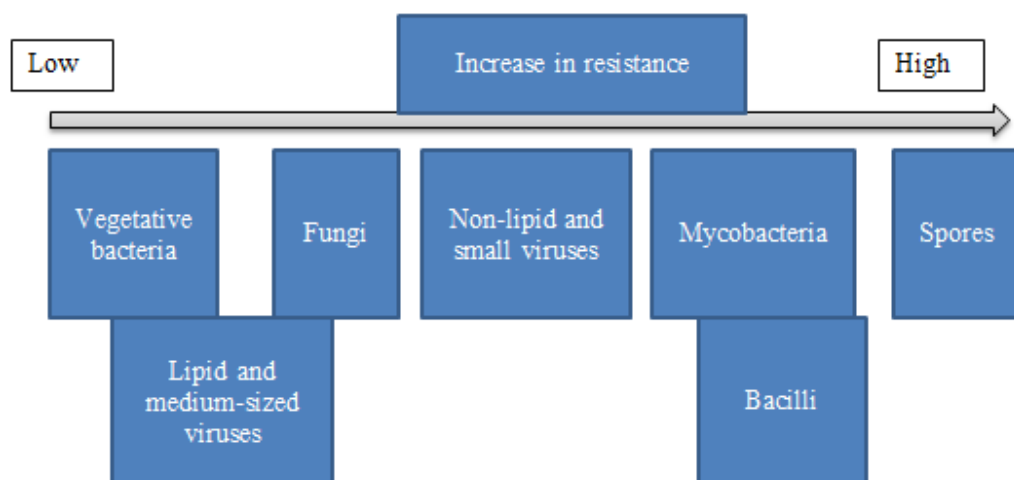 Low
Increase in resistance
High
Vegetative
bacteria
Fungi
Non-lipid and
small viruses
Mycobacteria
Spores
Lipid and
medium-sized
viruses
Bacilli